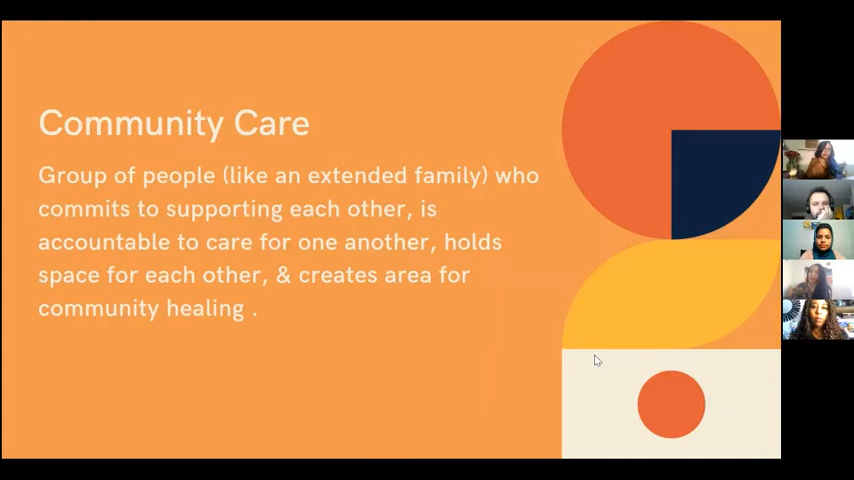 Community Care
Group of people (like an extended family) who
commits to supporting each other, is
accountable to care for one another, holds
space for each other, & creates area for
community healing .